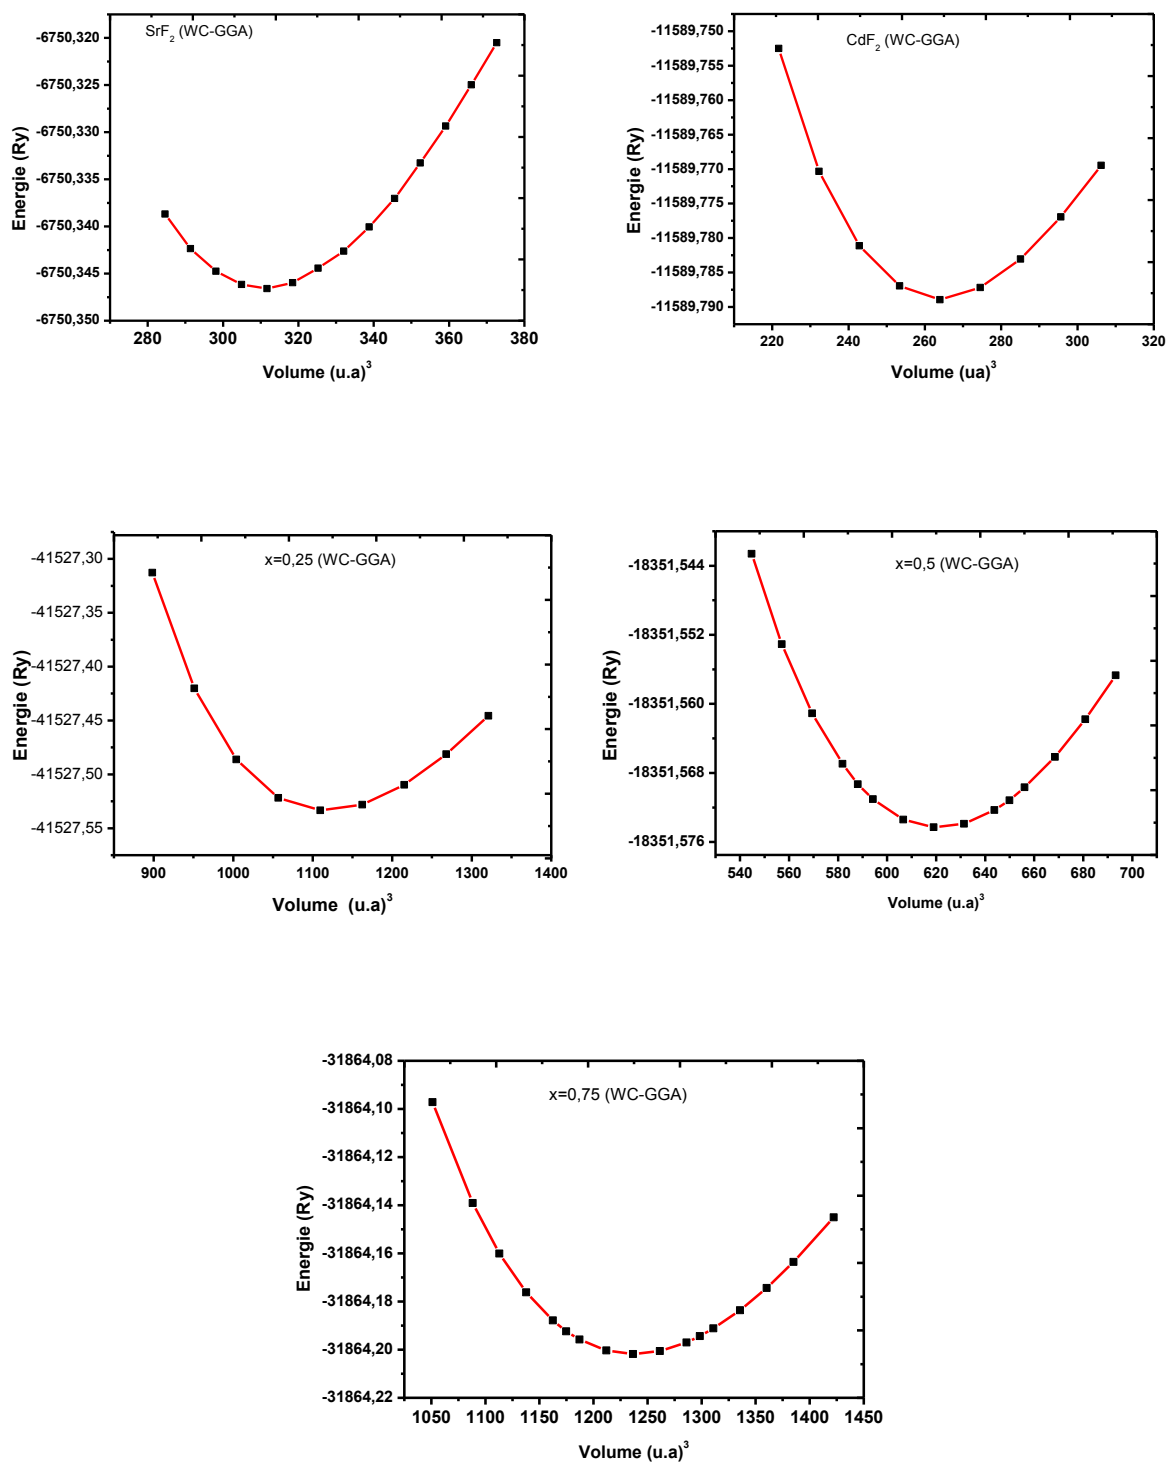 SrF2 (WC-GGA)
-6750,320
-6750,325
-6750,330
-6750,335
-6750,340
-6750,345
-6750,350
Energie (Ry)
280 300 320 340 360 380
Volume (u.a)3
CdF2 (WC-GGA)
-11589,750
-11589,755
-11589,760
-11589,765
-11589,770
-11589,775
-11589,780
-11589,785
-11589,790
Energie (Ry)
220 240 260 280 300 320
Volume (ua)3
x=0,25 (WC-GGA)
-41527,30
-41527,35
-41527,40
-41527,45
-41527,50
-41527,55
Energie (Ry)
900 1000 1100 1200 1300 1400
Volume (u.a)3
x=0,5 (WC-GGA)
-18351,544
-18351,552
-18351,560
-18351,568
-18351,576
Energie (Ry)
540 560 580 600 620 640 660 680 700
Volume (u.a)3
x=0,75 (WC-GGA)
-31864,08
-31864,10
-31864,12
-31864,14
-31864,16
-31864,18
-31864,20
-31864,22
Energie (Ry)
1050 1100 1150 1200 1250 1300 1350 1400 1450
Volume (u.a)3